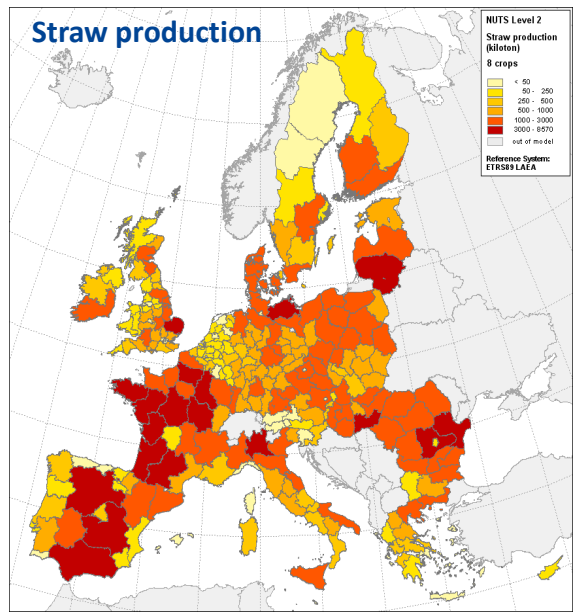 Straw production
NUTS Level 2
Straw production
(kiloton)
8 crops
< 50
50 - 250
250 - 500
500 - 1000
1000 - 3000
3000 - 8570
out of model
Reference System:
ETRS89 LAEA